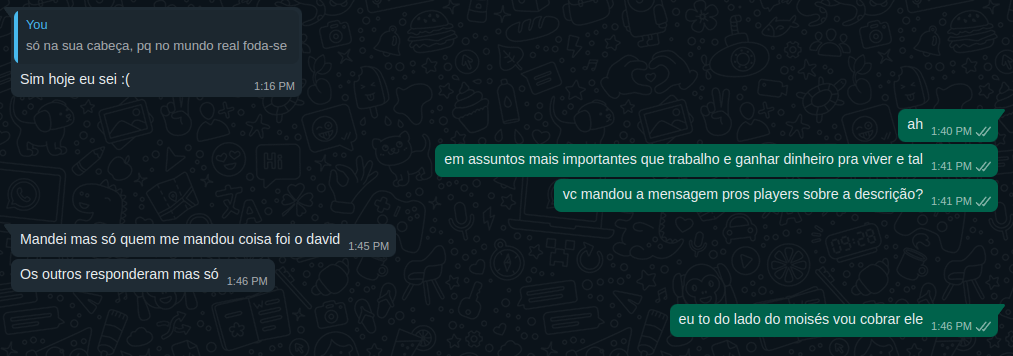 You
só na sua cabeça, pq no mundo real foda-se
Sim hoje eu sei :(
1:16 PM
ah
1:40 PM
em assuntos mais importantes que trabalho e ganhar dinheiro pra viver e tal
1:41 PM
vc mandou a mensagem pros players sobre a descrição?
1:41 PM
Mandei mas só quem me mandou coisa foi o david
1:45 PM
Os outros responderam mas só
1:46 PM
eu to do lado do moisés vou cobrar ele
1:46 PM